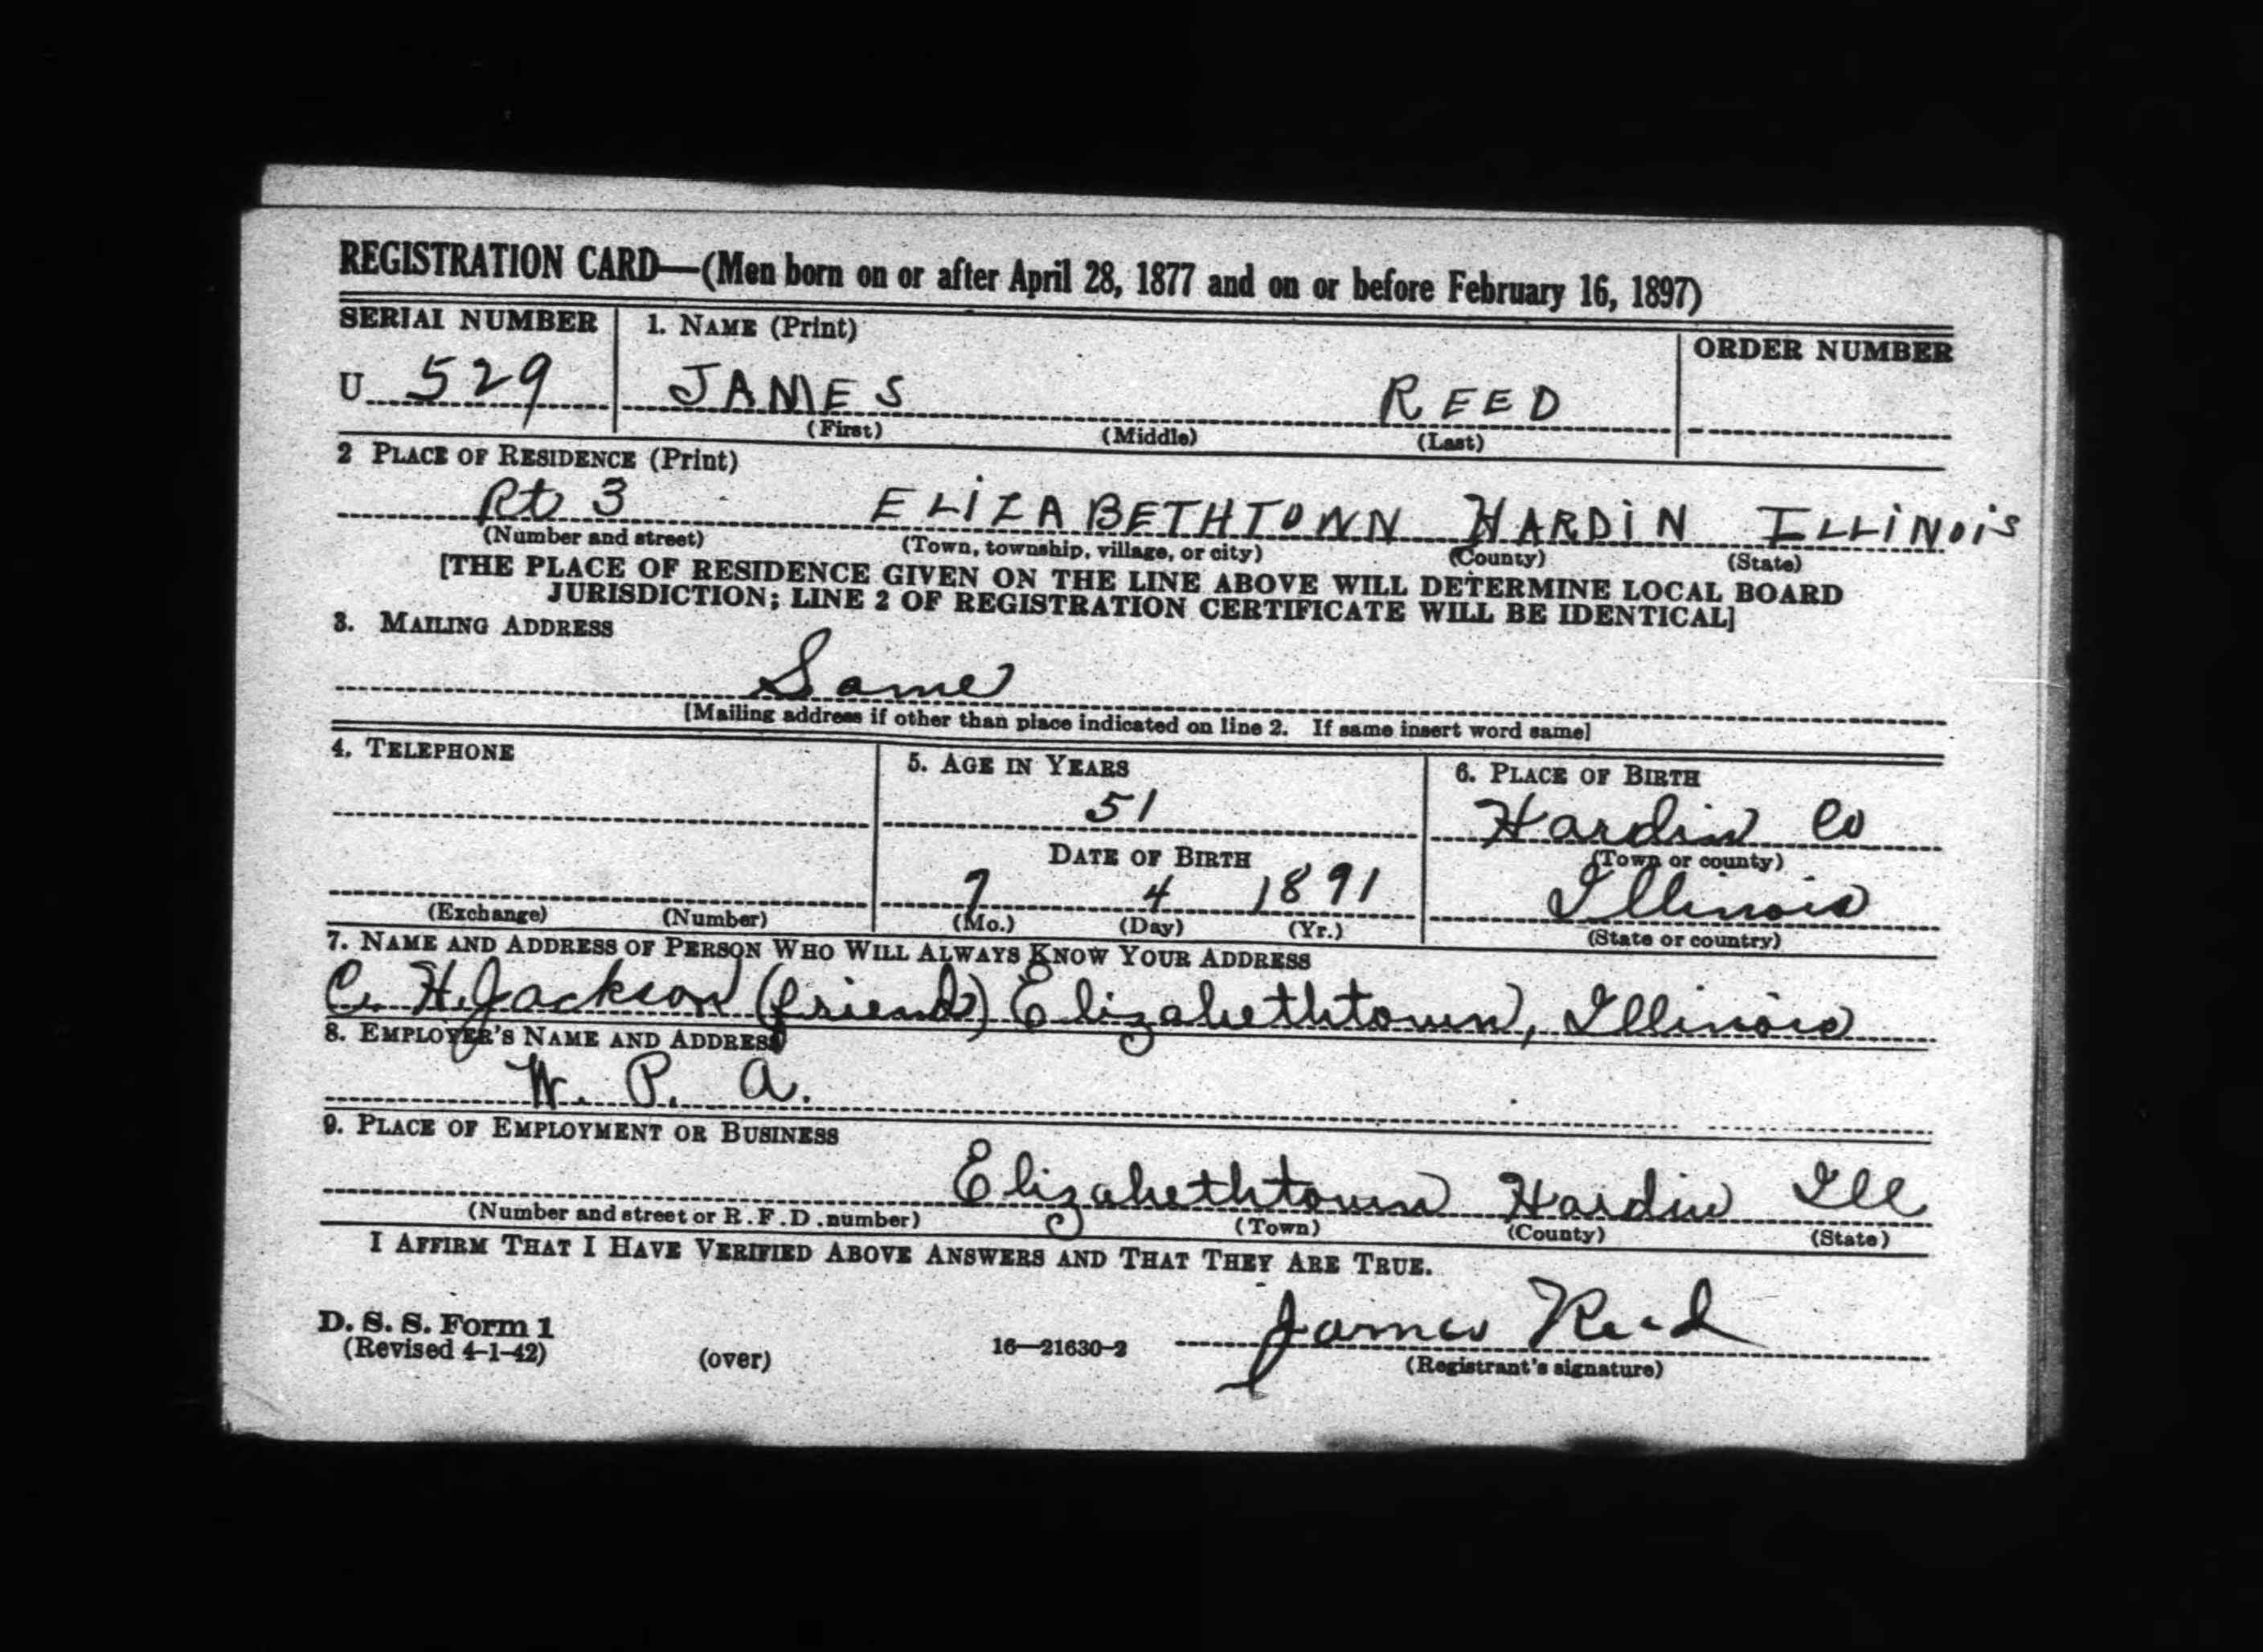 REGISTRATION CARD—(Men born on or after April 28, 1877 and on or before February 16, 1897)
SERIAL NUMBER 1. NAME (Print) ORDER NUMBER
U 529 JAMES REED
(First) (Middle) (Last)
2 PLACE OF RESIDENCE (Print)
Rt 3 ELIZABETHTOWN HARDIN ILLINOIS
(Number and street) (Town, township, village, or city) (County) (State)
[THE PLACE OF RESIDENCE GIVEN ON THE LINE ABOVE WILL DETERMINE LOCAL BOARD
JURISDICTION; LINE 2 OF REGISTRATION CERTIFICATE WILL BE IDENTICAL]
3. MAILING ADDRESS
Same
[Mailing address if other than place indicated on line 2. If same insert word same]
4. TELEPHONE 5. AGE IN YEARS 6. PLACE OF BIRTH
51 Hardin Co
DATE OF BIRTH (Town or county)
7 4 1891 Illinois
(Exchange) (Number) (Mo.) (Day) (Yr.) (State or country)
7. NAME AND ADDRESS OF PERSON WHO WILL ALWAYS KNOW YOUR ADDRESS
C. H. Jackson (friend) Elizabethtown, Illinois
8. EMPLOYER'S NAME AND ADDRESS
W. P. A.
9. PLACE OF EMPLOYMENT OR BUSINESS
Elizabethtown Hardin Ill
(Number and street or R.F.D. number) (Town) (County) (State)
I AFFIRM THAT I HAVE VERIFIED ABOVE ANSWERS AND THAT THEY ARE TRUE.
James Reed
D. S. S. Form 1
(Revised 4-1-42) (over) 16—21630-2 (Registrant's signature)